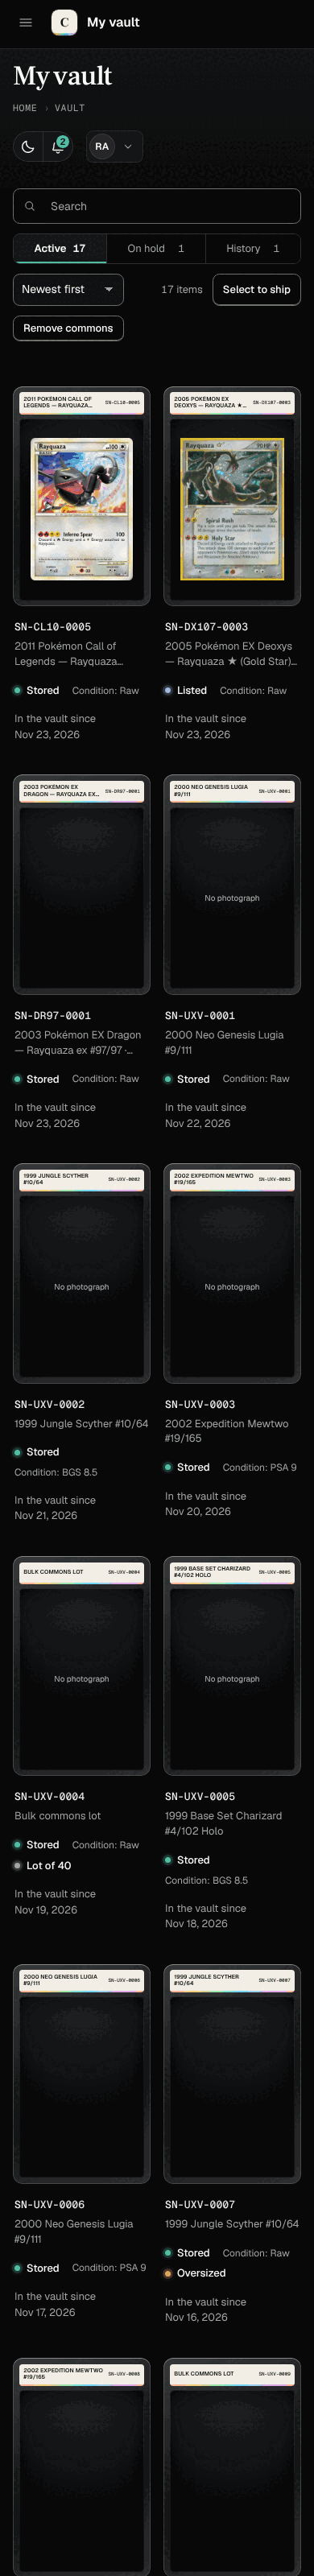 C My vault
My vault
HOME › VAULT
2
RA
Search
Active 17 On hold 1 History 1
Newest first 17 items Select to ship
Remove commons
2011 POKÉMON CALL OF
LEGENDS — RAYQUAZA… SN-CL10-0005
Rayquaza
100
Inferno Spear 100
SN-CL10-0005
2011 Pokémon Call of
Legends — Rayquaza…
Stored Condition: Raw
In the vault since
Nov 23, 2026
2005 POKÉMON EX
DEOXYS — RAYQUAZA ★… SN-DX107-0003
Rayquaza
Spiral Rush
Holy Star
SN-DX107-0003
2005 Pokémon EX Deoxys
— Rayquaza ★ (Gold Star)…
Listed Condition: Raw
In the vault since
Nov 23, 2026
2003 POKÉMON EX
DRAGON — RAYQUAZA EX… SN-DR97-0001
SN-DR97-0001
2003 Pokémon EX Dragon
— Rayquaza ex #97/97 ·…
Stored Condition: Raw
In the vault since
Nov 23, 2026
2000 NEO GENESIS LUGIA
#9/111 SN-UXV-0001
No photograph
SN-UXV-0001
2000 Neo Genesis Lugia
#9/111
Stored Condition: Raw
In the vault since
Nov 22, 2026
1999 JUNGLE SCYTHER
#10/64 SN-UXV-0002
No photograph
SN-UXV-0002
1999 Jungle Scyther #10/64
Stored
Condition: BGS 8.5
In the vault since
Nov 21, 2026
2002 EXPEDITION MEWTWO
#19/165 SN-UXV-0003
No photograph
SN-UXV-0003
2002 Expedition Mewtwo
#19/165
Stored Condition: PSA 9
In the vault since
Nov 20, 2026
BULK COMMONS LOT SN-UXV-0004
No photograph
SN-UXV-0004
Bulk commons lot
Stored Condition: Raw
Lot of 40
In the vault since
Nov 19, 2026
1999 BASE SET CHARIZARD
#4/102 HOLO SN-UXV-0005
No photograph
SN-UXV-0005
1999 Base Set Charizard
#4/102 Holo
Stored
Condition: BGS 8.5
In the vault since
Nov 18, 2026
2000 NEO GENESIS LUGIA
#9/111 SN-UXV-0006
SN-UXV-0006
2000 Neo Genesis Lugia
#9/111
Stored Condition: PSA 9
In the vault since
Nov 17, 2026
1999 JUNGLE SCYTHER
#10/64 SN-UXV-0007
SN-UXV-0007
1999 Jungle Scyther #10/64
Stored Condition: Raw
Oversized
In the vault since
Nov 16, 2026
2002 EXPEDITION MEWTWO
#19/165 SN-UXV-0008
BULK COMMONS LOT SN-UXV-0009